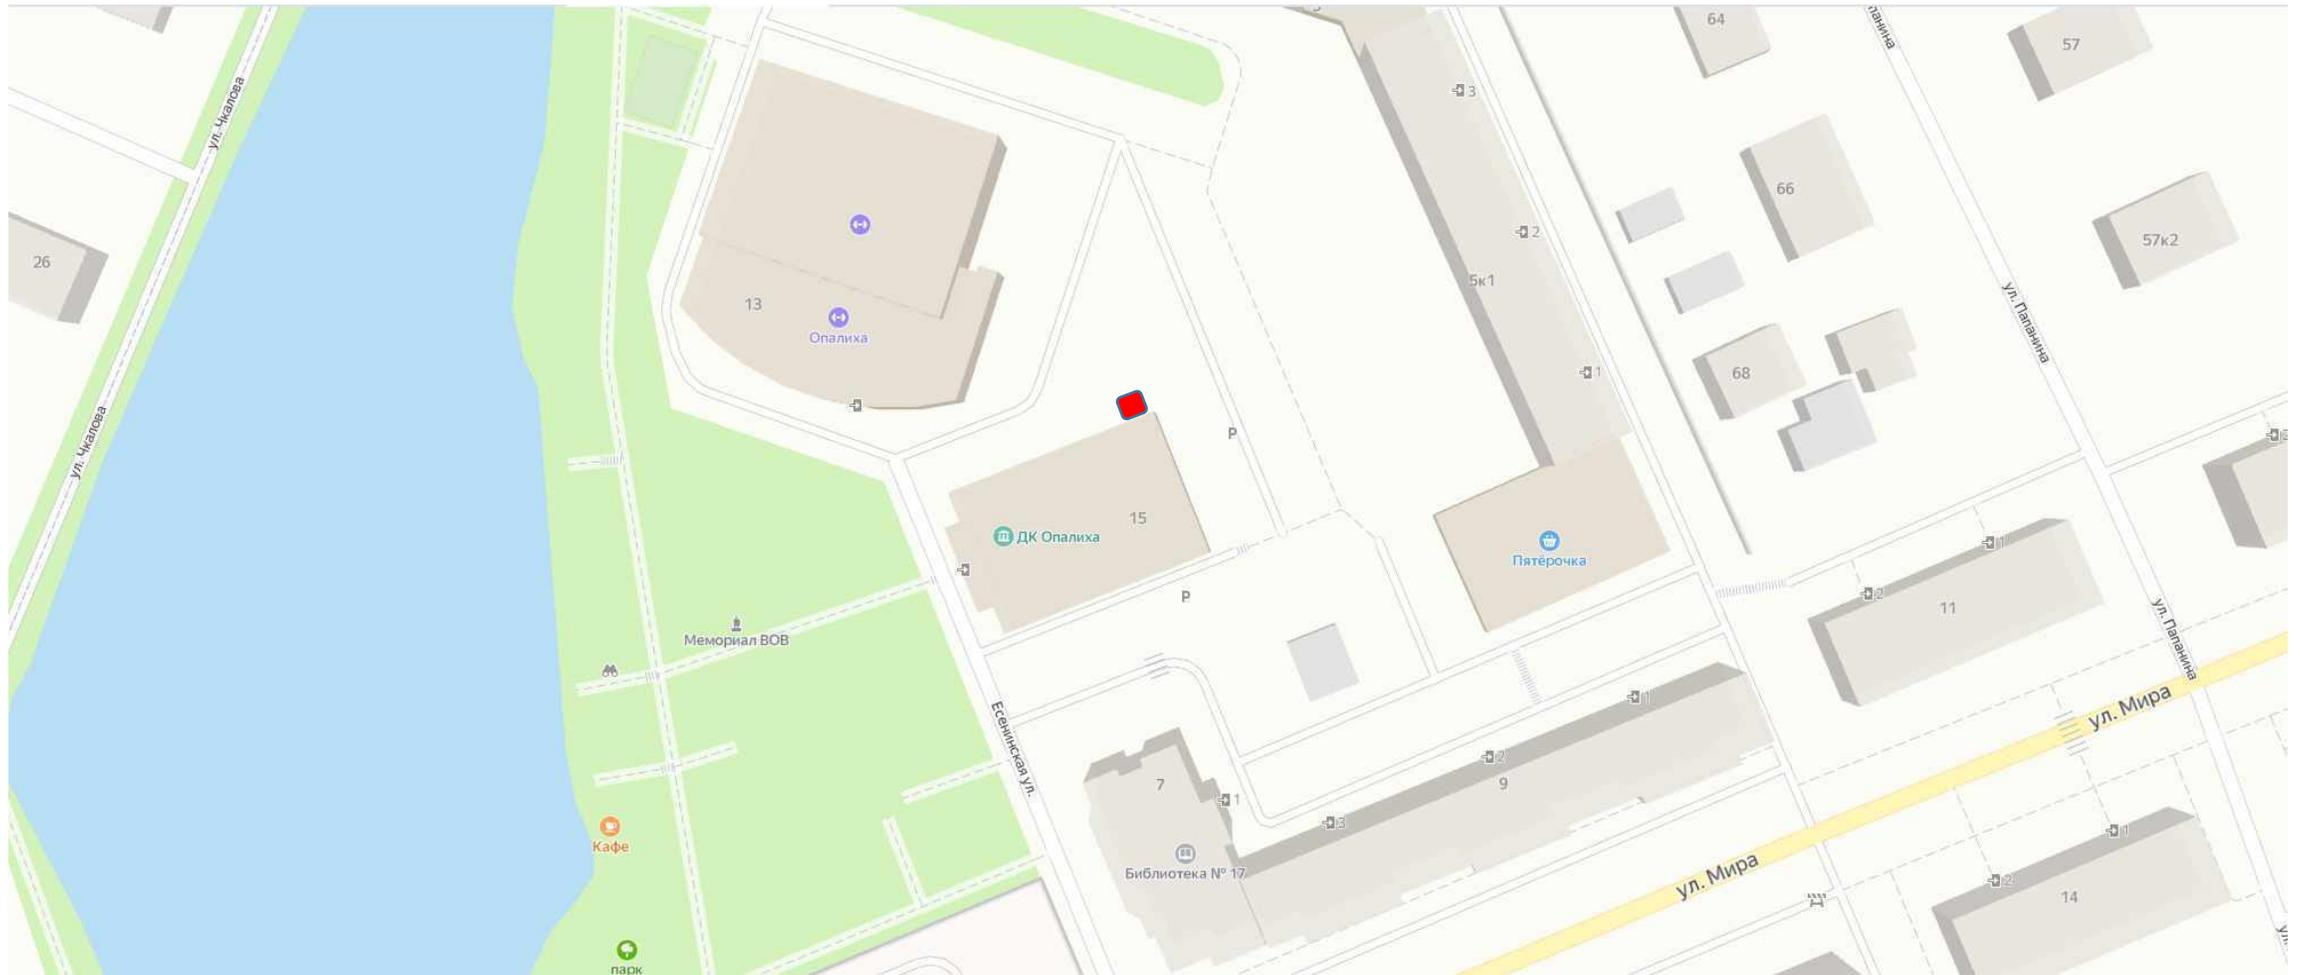 64
57
ул. Чкалова
3
66
2
57к2
26
5к1
13
Опалиха
ул. Папанина
68
1
ул. Чкалова
P
15
ДК Опалиха
1
Пятёрочка
P
2
11
Мемориал ВОВ
ул. Папанина
1
ул. Мира
Есенинская ул.
2
7
9
1
3
1
Кафе
ул. Мира
Библиотека № 17
2
14
парк